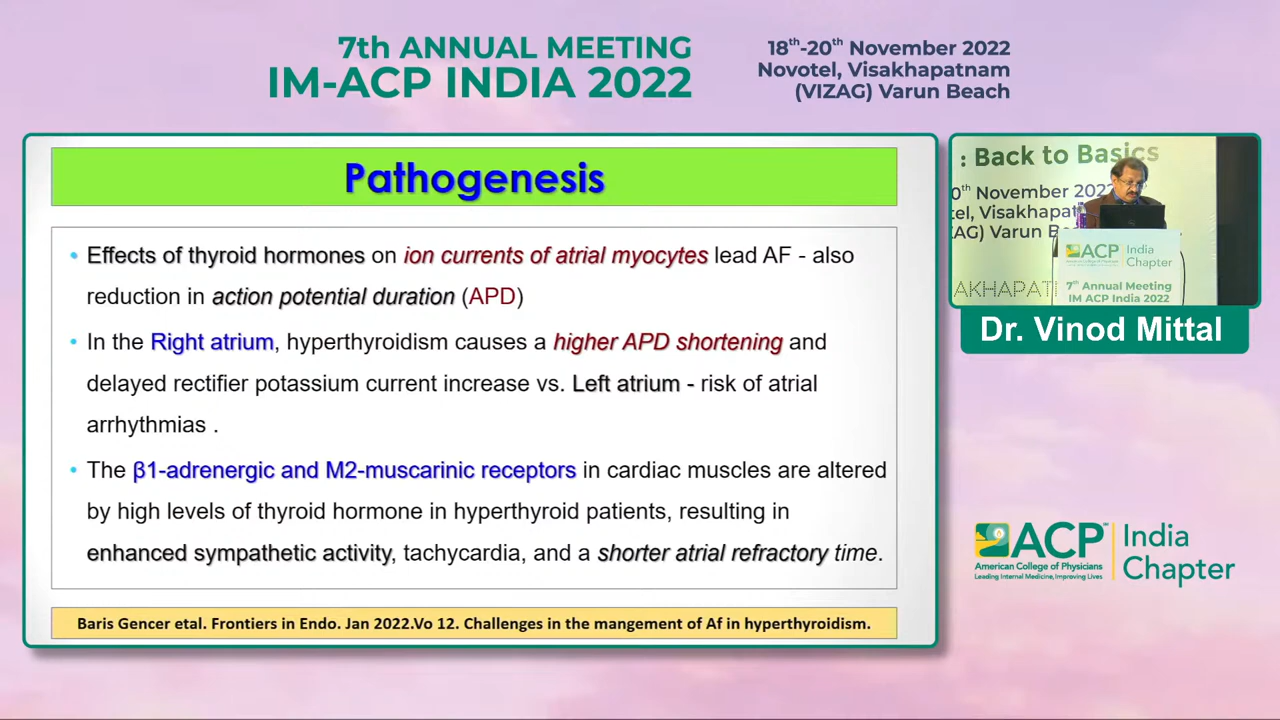 7th ANNUAL MEETING
IM-ACP INDIA 2022
18th-20th November 2022
Novotel, Visakhapatnam
(VIZAG) Varun Beach
Pathogenesis
• Effects of thyroid hormones on ion currents of atrial myocytes lead AF - also
reduction in action potential duration (APD)
• In the Right atrium, hyperthyroidism causes a higher APD shortening and
delayed rectifier potassium current increase vs. Left atrium - risk of atrial
arrhythmias .
• The β1-adrenergic and M2-muscarinic receptors in cardiac muscles are altered
by high levels of thyroid hormone in hyperthyroid patients, resulting in
enhanced sympathetic activity, tachycardia, and a shorter atrial refractory time.
Baris Gencer etal. Frontiers in Endo. Jan 2022.Vo 12. Challenges in the mangement of Af in hyperthyroidism.
: Back to Basics
0th November 2022
tel, Visakhapat
AG) Varun Be
AKHAPATI
ACP India
Chapter
7th Annual Meeting
IM ACP India 2022
Dr. Vinod Mittal
ACP™ India
American College of Physicians
Leading Internal Medicine, Improving Lives
Chapter